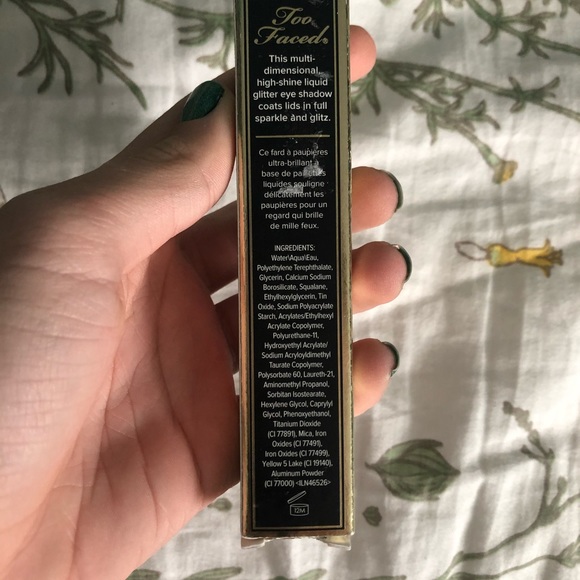 Too
Faced®
This multi-
dimensional,
high-shine liquid
glitter eye shadow
coats lids in full
sparkle and glitz.
Ce fard à paupières
ultra-brillant à
base de paillettes
liquides souligne
délicatement les
paupières pour un
regard qui brille
de mille feux.
INGREDIENTS:
Water\Aqua\Eau,
Polyethylene Terephthalate,
Glycerin, Calcium Sodium
Borosilicate, Squalane,
Ethylhexylglycerin, Tin
Oxide, Sodium Polyacrylate
Starch, Acrylates/Ethylhexyl
Acrylate Copolymer,
Polyurethane-11,
Hydroxyethyl Acrylate/
Sodium Acryloyldimethyl
Taurate Copolymer,
Polysorbate 60, Laureth-21,
Aminomethyl Propanol,
Sorbitan Isostearate,
Hexylene Glycol, Caprylyl
Glycol, Phenoxyethanol,
Titanium Dioxide
(CI 77891), Mica, Iron
Oxides (CI 77491),
Iron Oxides (CI 77499),
Yellow 5 Lake (CI 19140),
Aluminum Powder
(CI 77000) <ILN46526>
12M